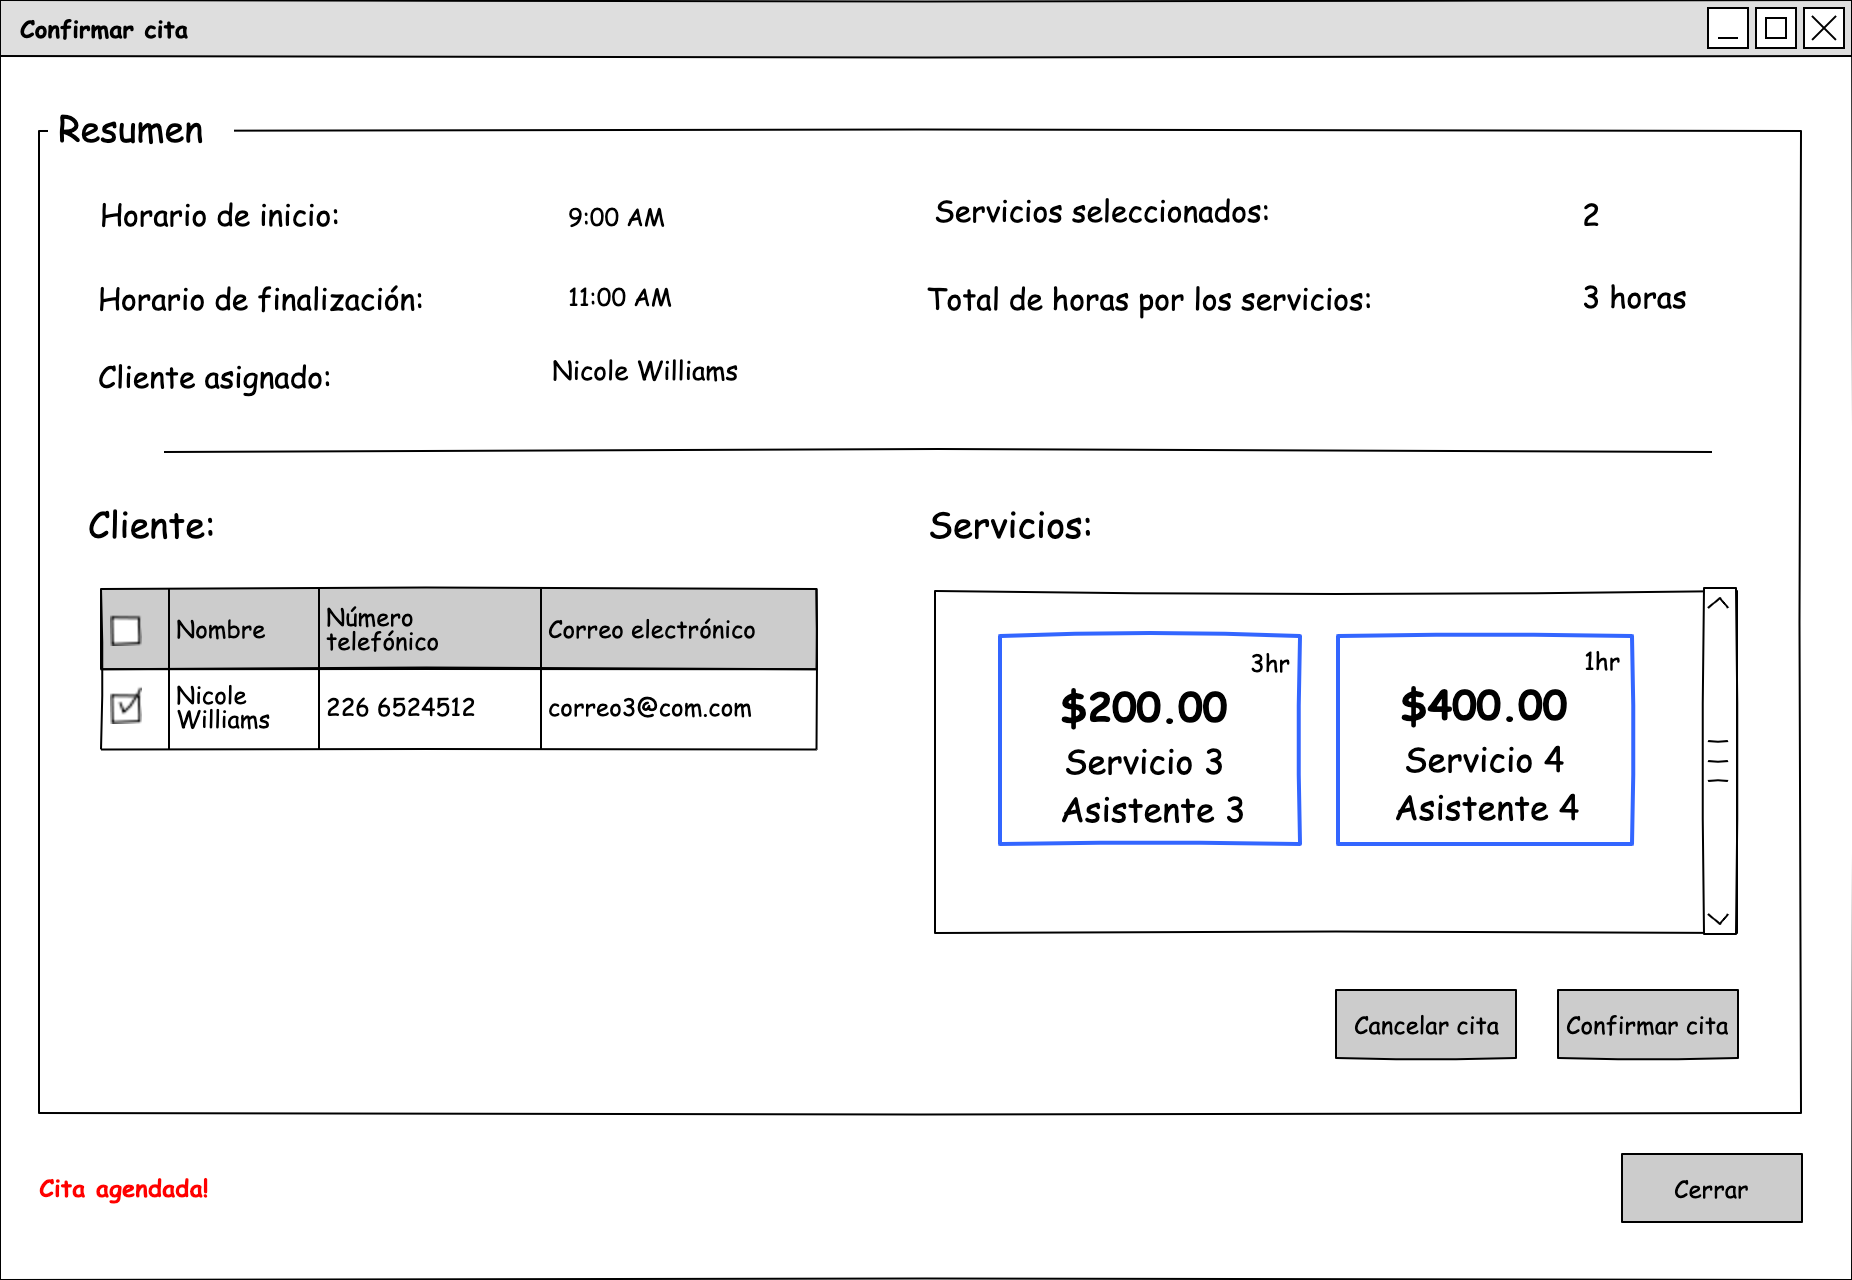 Confirmar cita
Resumen
Horario de inicio:
9:00 AM
Servicios seleccionados:
2
Horario de finalización:
11:00 AM
Total de horas por los servicios:
3 horas
Cliente asignado:
Nicole Williams
Cliente:
Nombre
Número
telefónico
Correo electrónico
Nicole
Williams
226 6524512
correo3@com.com
Servicios:
3hr
$200.00
Servicio 3
Asistente 3
1hr
$400.00
Servicio 4
Asistente 4
Cancelar cita
Confirmar cita
Cita agendada!
Cerrar